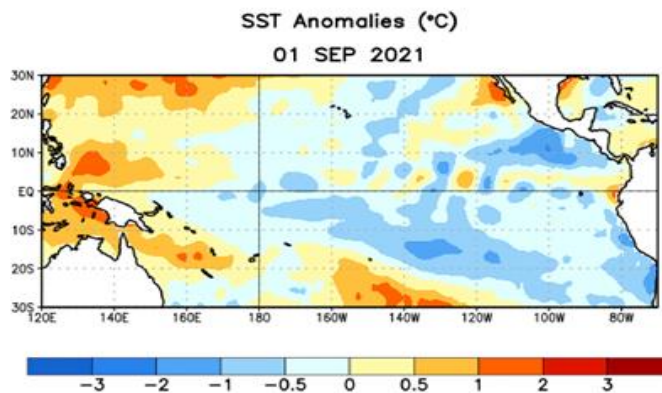 SST Anomalies (°C)
01 SEP 2021
30N
20N
10N
EQ
10S
20S
30S
120E 140E 160E 180 160W 140W 120W 100W 80W
-3 -2 -1 -0.5 0 0.5 1 2 3